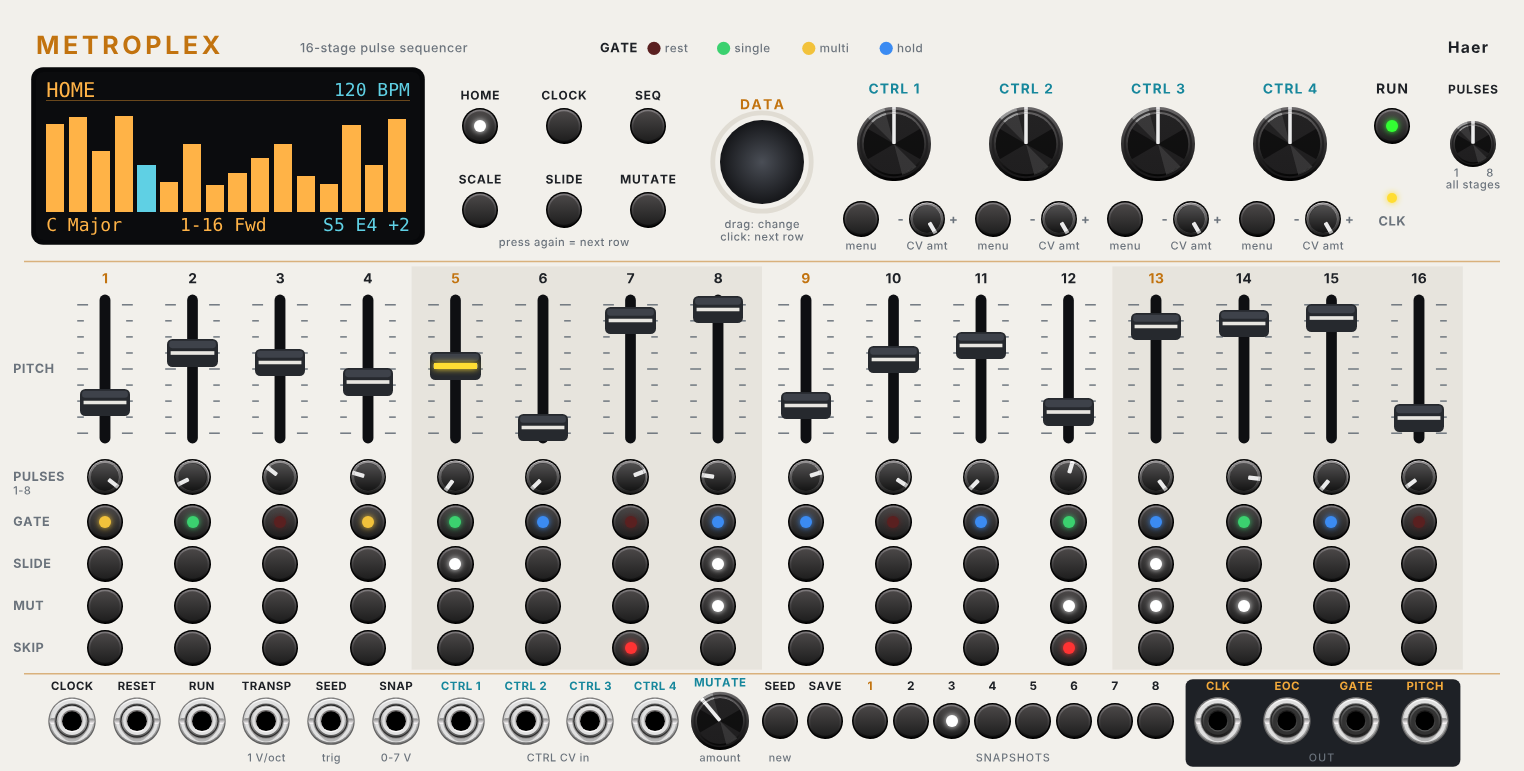 METROPLEX 16-stage pulse sequencer GATE rest single multi hold Haer
HOME 120 BPM
C Major 1-16 Fwd S5 E4 +2
HOME CLOCK SEQ
SCALE SLIDE MUTATE
press again = next row
DATA
drag: change
click: next row
CTRL 1 CTRL 2 CTRL 3 CTRL 4 RUN PULSES
1 8
all stages
- + - + - + - +
menu CV amt menu CV amt menu CV amt menu CV amt
CLK
1 2 3 4 5 6 7 8 9 10 11 12 13 14 15 16
PITCH
PULSES
1-8
GATE
SLIDE
MUT
SKIP
CLOCK RESET RUN TRANSP SEED SNAP CTRL 1 CTRL 2 CTRL 3 CTRL 4 MUTATE SEED SAVE 1 2 3 4 5 6 7 8 CLK EOC GATE PITCH
1 V/oct trig 0-7 V CTRL CV in amount new SNAPSHOTS OUT